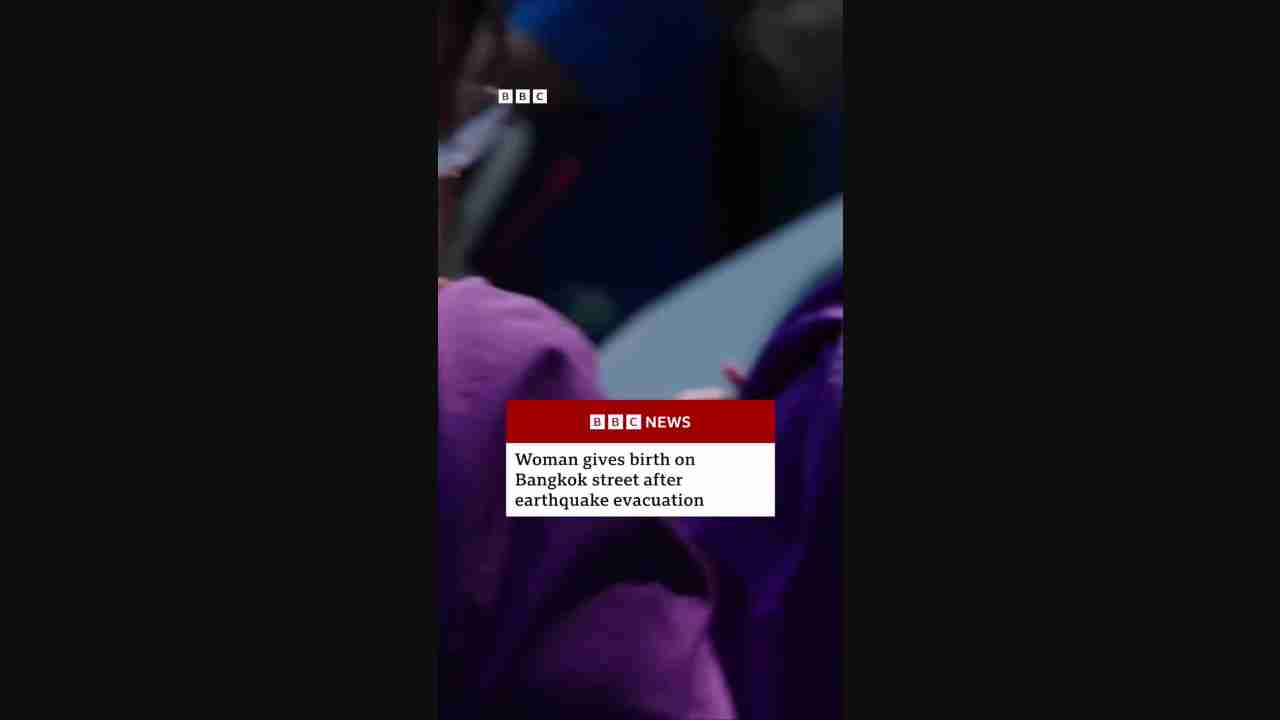 BBC
BBC NEWS
Woman gives birth on
Bangkok street after
earthquake evacuation